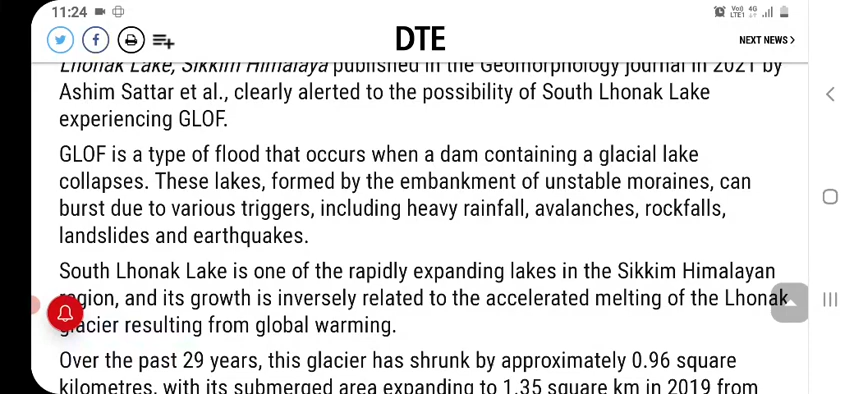 11:24
Vo)) 4G
LTE1
DTE
NEXT NEWS >
Lhonak Lake, Sikkim Himalaya published in the Geomorphology journal in 2021 by
Ashim Sattar et al., clearly alerted to the possibility of South Lhonak Lake
experiencing GLOF.
GLOF is a type of flood that occurs when a dam containing a glacial lake
collapses. These lakes, formed by the embankment of unstable moraines, can
burst due to various triggers, including heavy rainfall, avalanches, rockfalls,
landslides and earthquakes.
South Lhonak Lake is one of the rapidly expanding lakes in the Sikkim Himalayan
region, and its growth is inversely related to the accelerated melting of the Lhonak
glacier resulting from global warming.
Over the past 29 years, this glacier has shrunk by approximately 0.96 square
kilometres, with its submerged area expanding to 1.35 square km in 2019 from